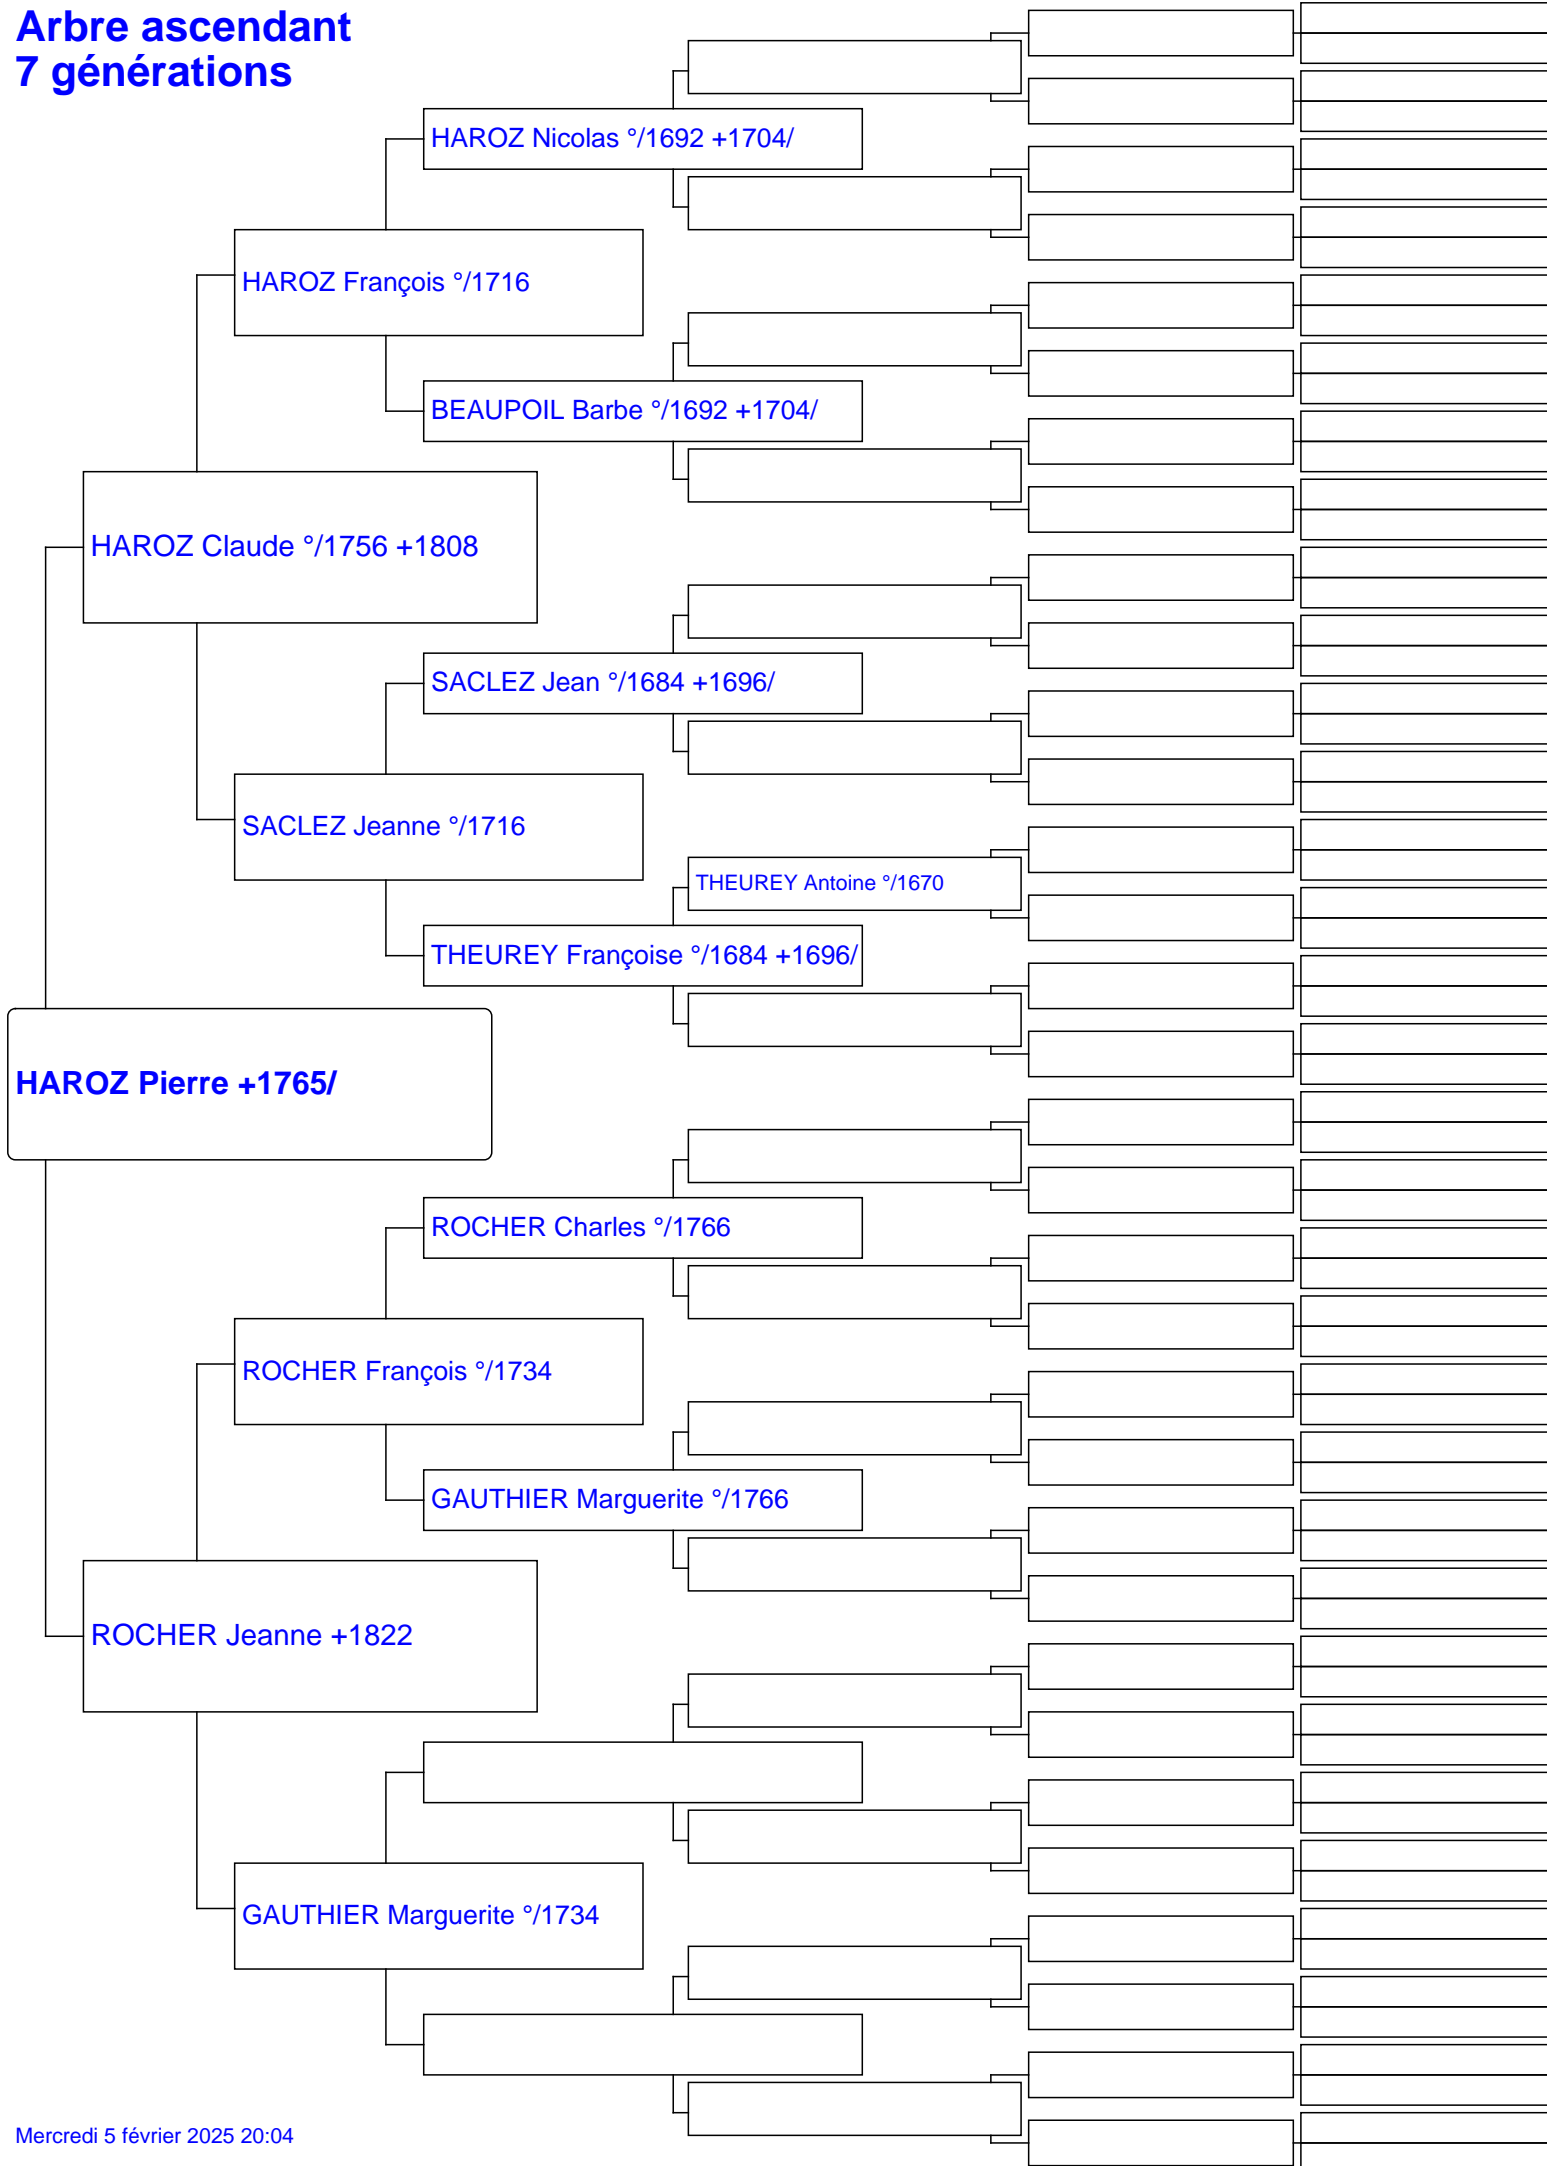 Arbre ascendant
7 générations
HAROZ Nicolas °/1692 +1704/
HAROZ François °/1716
BEAUPOIL Barbe °/1692 +1704/
HAROZ Claude °/1756 +1808
SACLEZ Jean °/1684 +1696/
SACLEZ Jeanne °/1716
THEUREY Antoine °/1670
THEUREY Françoise °/1684 +1696/
HAROZ Pierre +1765/
ROCHER Charles °/1766
ROCHER François °/1734
GAUTHIER Marguerite °/1766
ROCHER Jeanne +1822
GAUTHIER Marguerite °/1734
Mercredi 5 février 2025 20:04